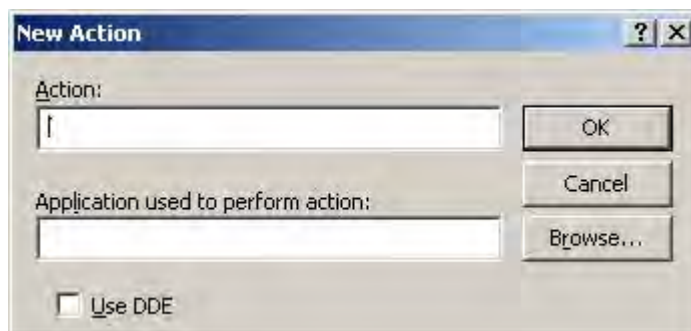 New Action
Action:
OK
Cancel
Application used to perform action:
Browse...
Use DDE